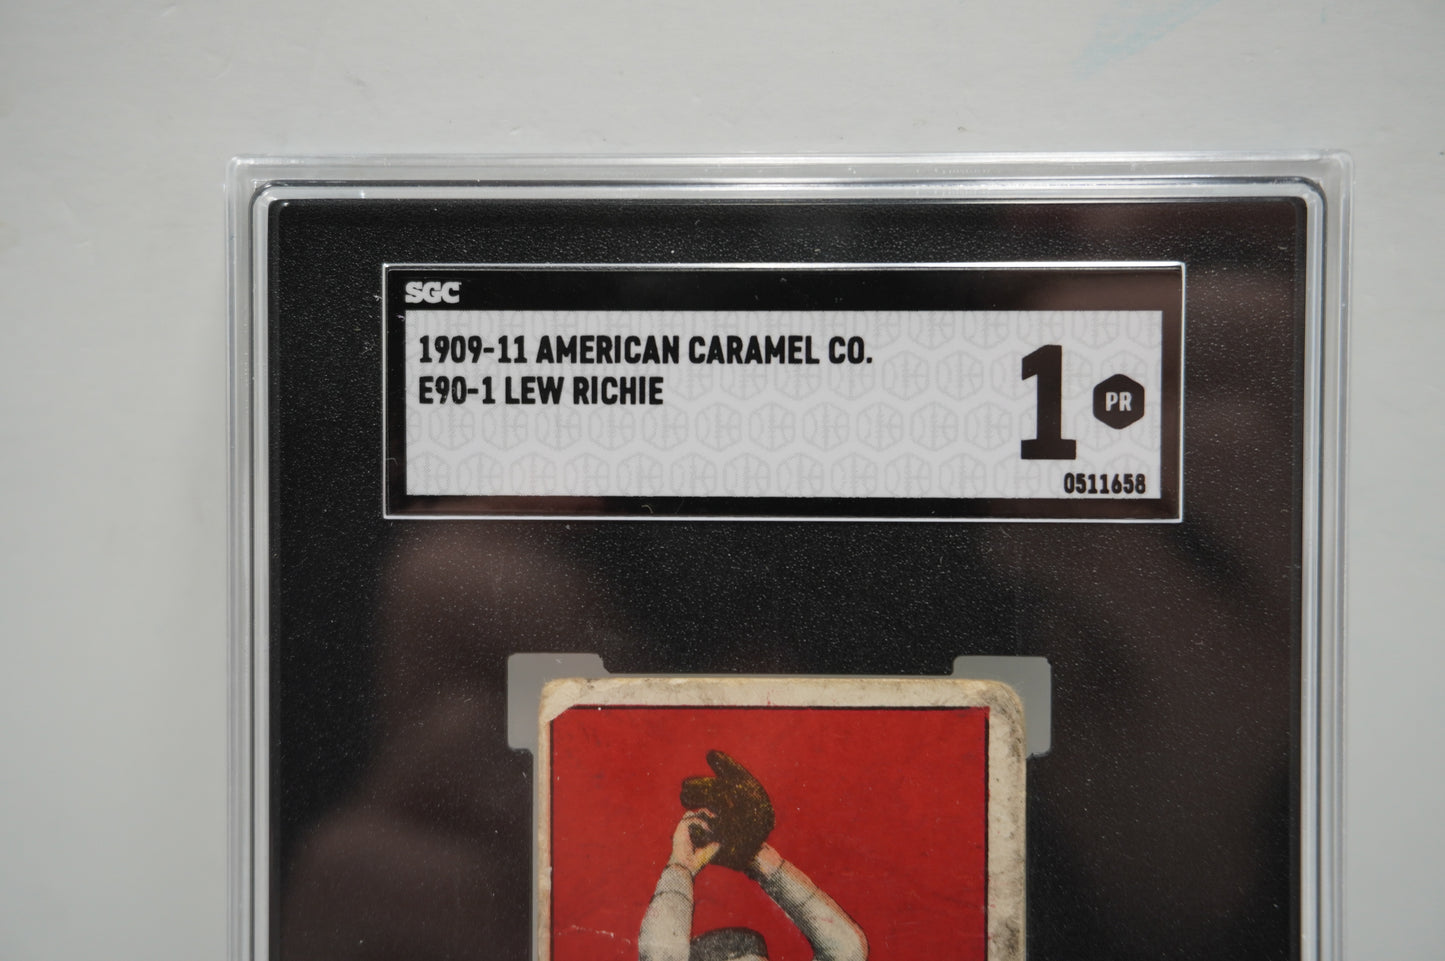 SGC
1909-11 AMERICAN CARAMEL CO.
E90-1 LEW RICHIE
1 PR
0511658